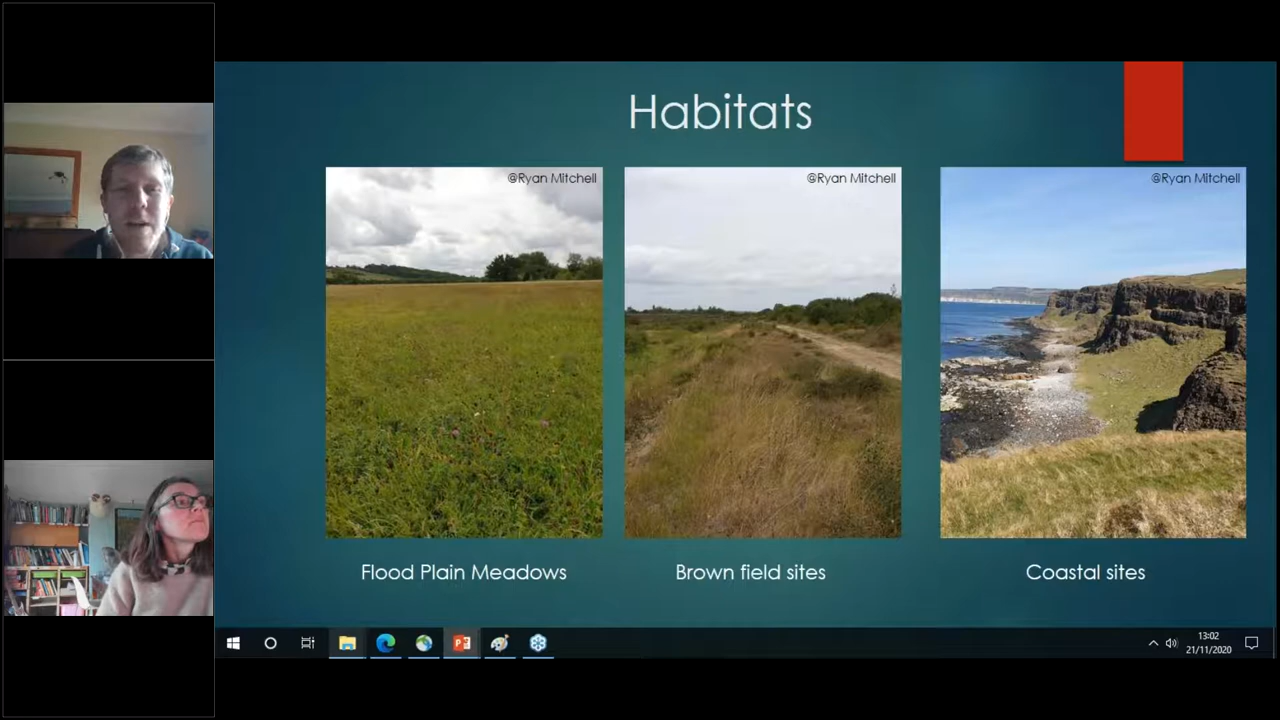 Habitats
@Ryan Mitchell
@Ryan Mitchell
@Ryan Mitchell
Flood Plain Meadows
Brown field sites
Coastal sites
13:02
21/11/2020